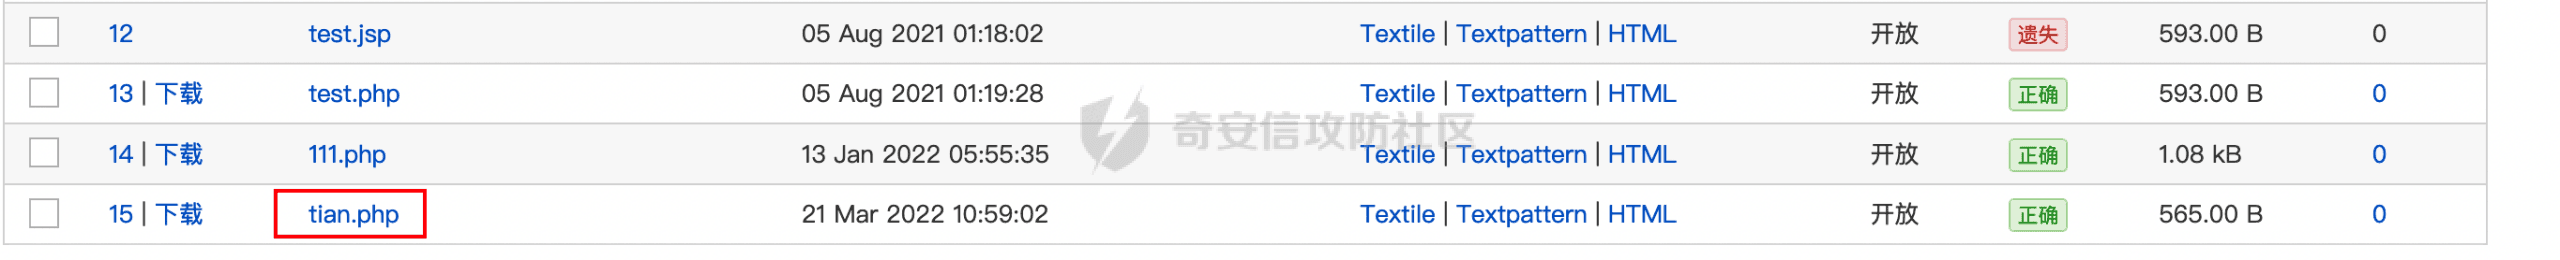 12 test.jsp 05 Aug 2021 01:18:02 Textile | Textpattern | HTML 开放 遗失 593.00 B 0
13 | 下载 test.php 05 Aug 2021 01:19:28 Textile | Textpattern | HTML 开放 正确 593.00 B 0
奇安信攻防社区
14 | 下载 111.php 13 Jan 2022 05:55:35 Textile | Textpattern | HTML 开放 正确 1.08 kB 0
15 | 下载 tian.php 21 Mar 2022 10:59:02 Textile | Textpattern | HTML 开放 正确 565.00 B 0